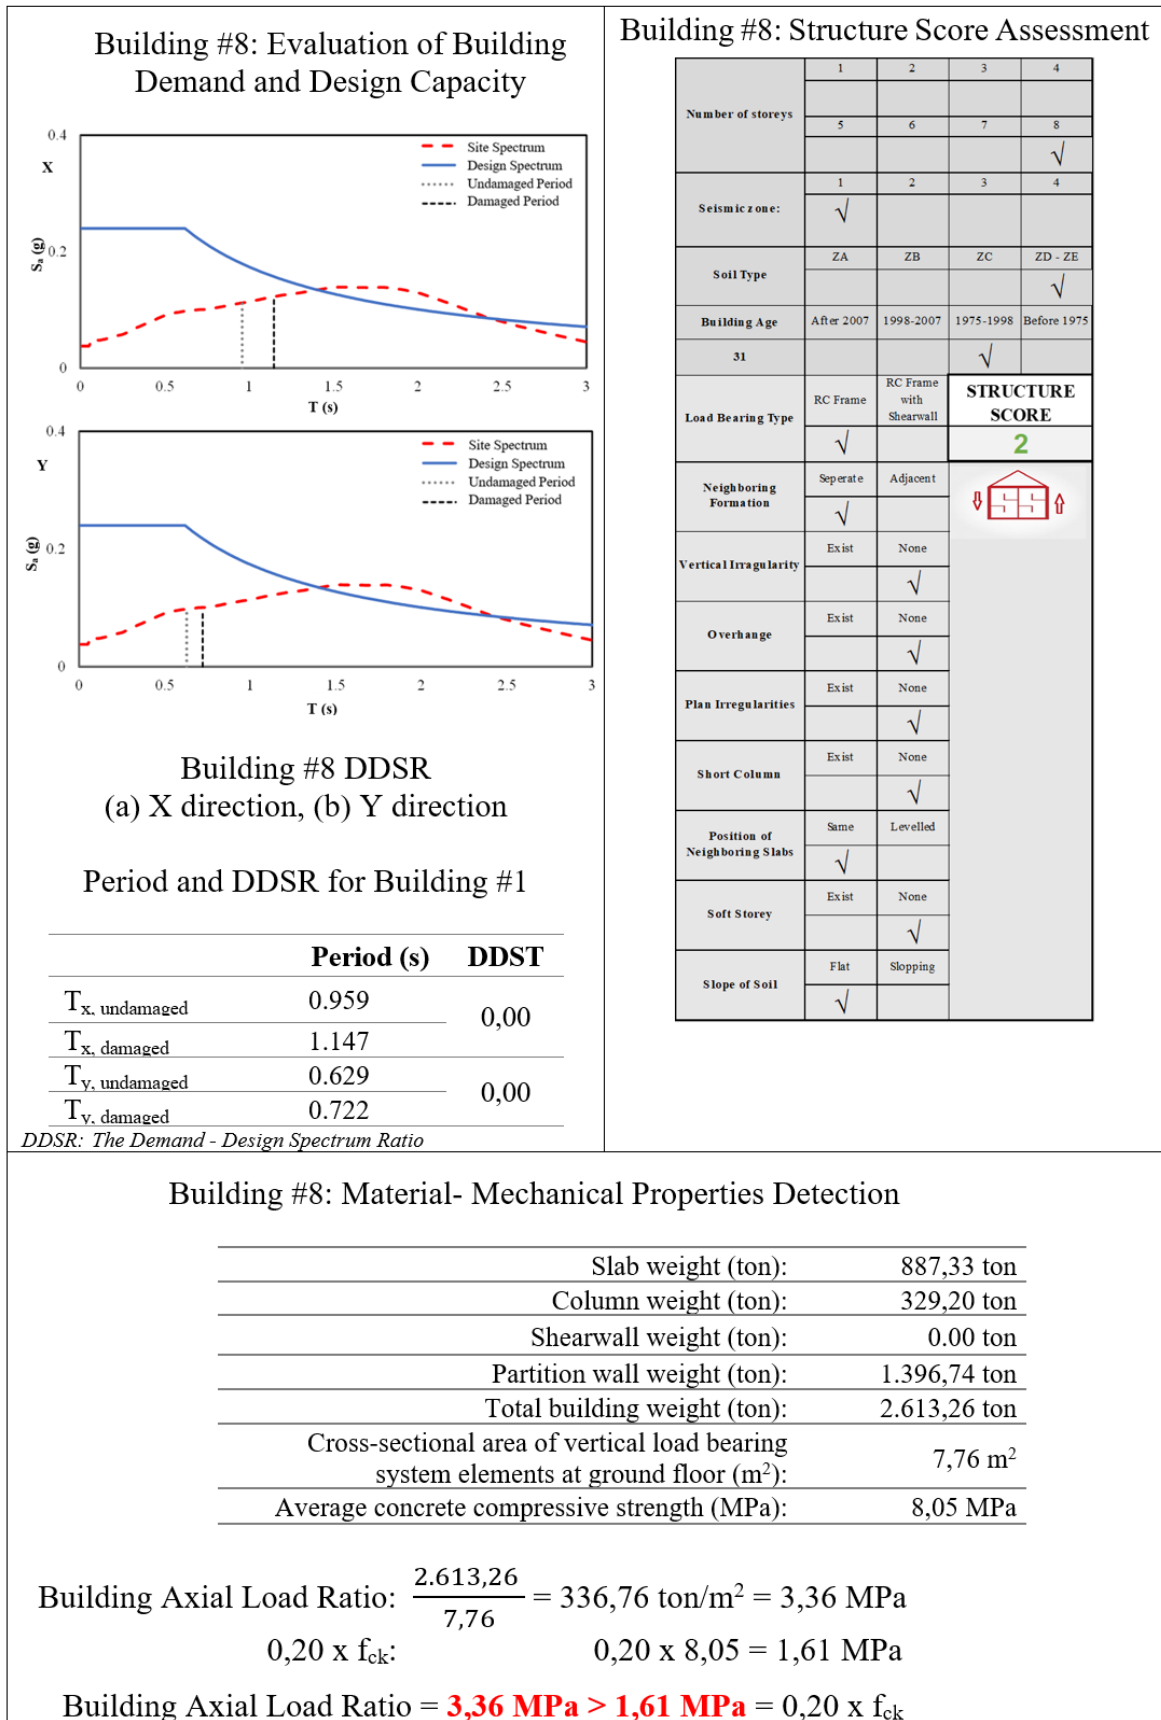 Building #8: Evaluation of Building
Demand and Design Capacity
0.4
X
Site Spectrum
Design Spectrum
Undamaged Period
Damaged Period
Sa (g)
0.2
0
0 0.5 1 1.5 2 2.5 3
T (s)
0.4
Y
Site Spectrum
Design Spectrum
Undamaged Period
Damaged Period
Sa (g)
0.2
0
0 0.5 1 1.5 2 2.5 3
T (s)
Building #8 DDSR
(a) X direction, (b) Y direction
Period and DDSR for Building #1
Period (s) DDST
Tx, undamaged 0.959
0,00
Tx, damaged 1.147
Ty, undamaged 0.629
0,00
Ty, damaged 0.722
DDSR: The Demand - Design Spectrum Ratio
Building #8: Structure Score Assessment
1 2 3 4
Number of storeys
5 6 7 8
√
1 2 3 4
Seismic zone:
√
ZA ZB ZC ZD - ZE
Soil Type
√
Building Age After 2007 1998-2007 1975-1998 Before 1975
31 √
Load Bearing Type
RC Frame
RC Frame
with
Shearwall
√
STRUCTURE
SCORE
2
Neighboring
Formation
Seperate Adjacent
√
Exist None
Vertical Irragularity
√
Exist None
Overhange
√
Exist None
Plan Irregularities
√
Exist None
Short Column
√
Same Levelled
Position of
Neighboring Slabs
√
Exist None
Soft Storey
√
Flat Slopping
Slope of Soil
√
Building #8: Material- Mechanical Properties Detection
Slab weight (ton): 887,33 ton
Column weight (ton): 329,20 ton
Shearwall weight (ton): 0.00 ton
Partition wall weight (ton): 1.396,74 ton
Total building weight (ton): 2.613,26 ton
Cross-sectional area of vertical load bearing
system elements at ground floor (m²): 7,76 m²
Average concrete compressive strength (MPa): 8,05 MPa
Building Axial Load Ratio: 2.613,26 / 7,76 = 336,76 ton/m² = 3,36 MPa
0,20 x fck: 0,20 x 8,05 = 1,61 MPa
Building Axial Load Ratio = 3,36 MPa > 1,61 MPa = 0,20 x fck